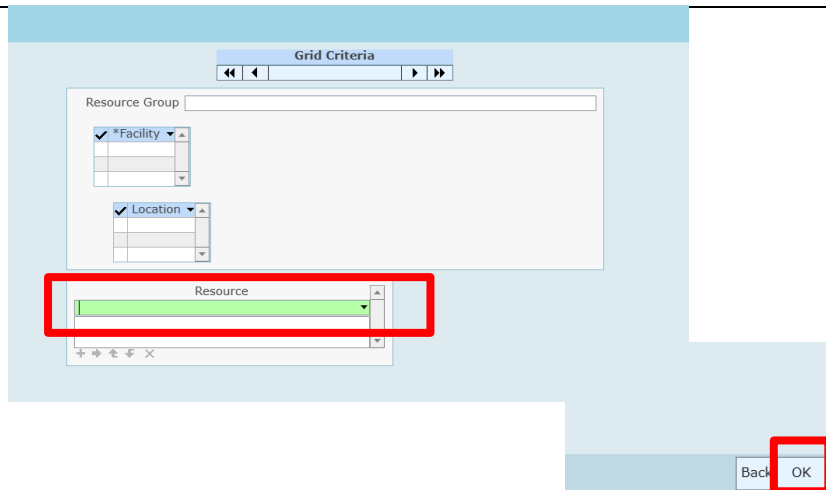 Grid Criteria
Resource Group
*Facility
Location
Resource
Back OK